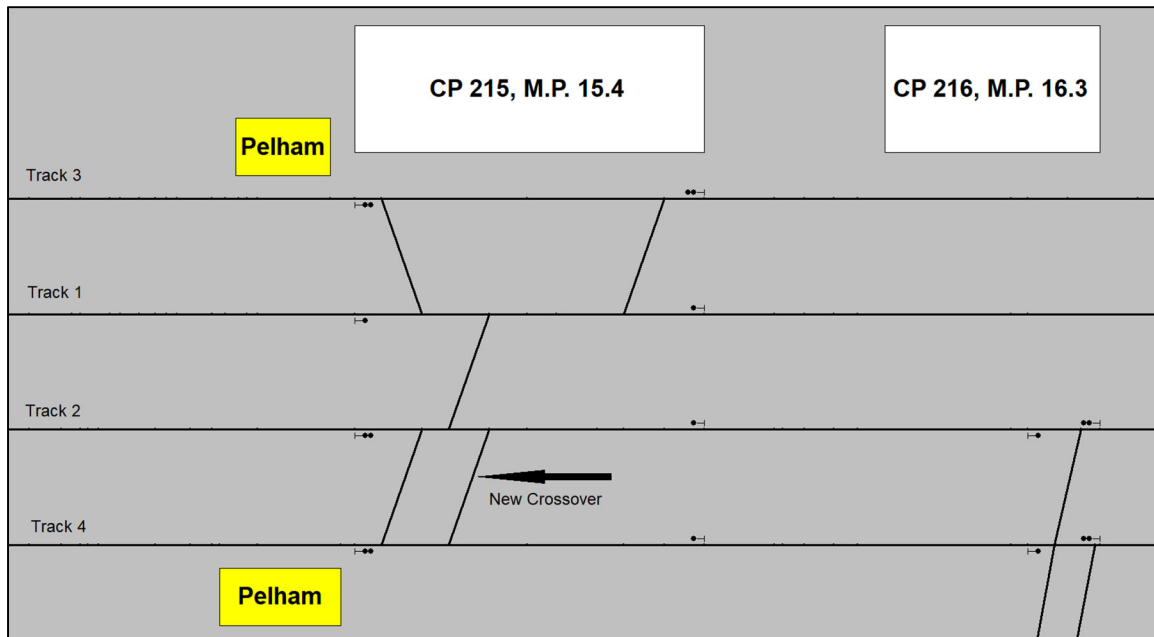 CP 215, M.P. 15.4
CP 216, M.P. 16.3
Pelham
Track 3
Track 1
Track 2
New Crossover
Track 4
Pelham